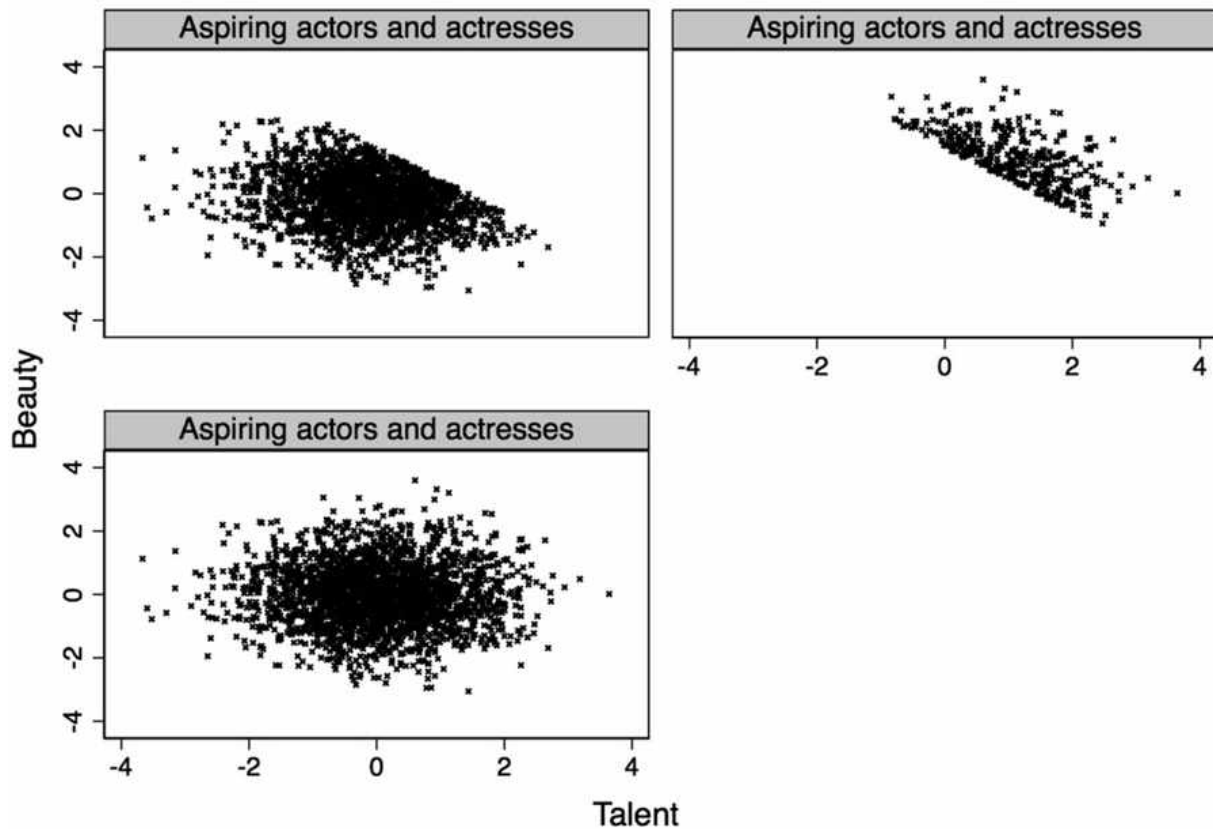 Aspiring actors and actresses
Aspiring actors and actresses
4
2
0
-2
-4
-4 -2 0 2 4
Beauty
Aspiring actors and actresses
4
2
0
-2
-4
-4 -2 0 2 4
Talent